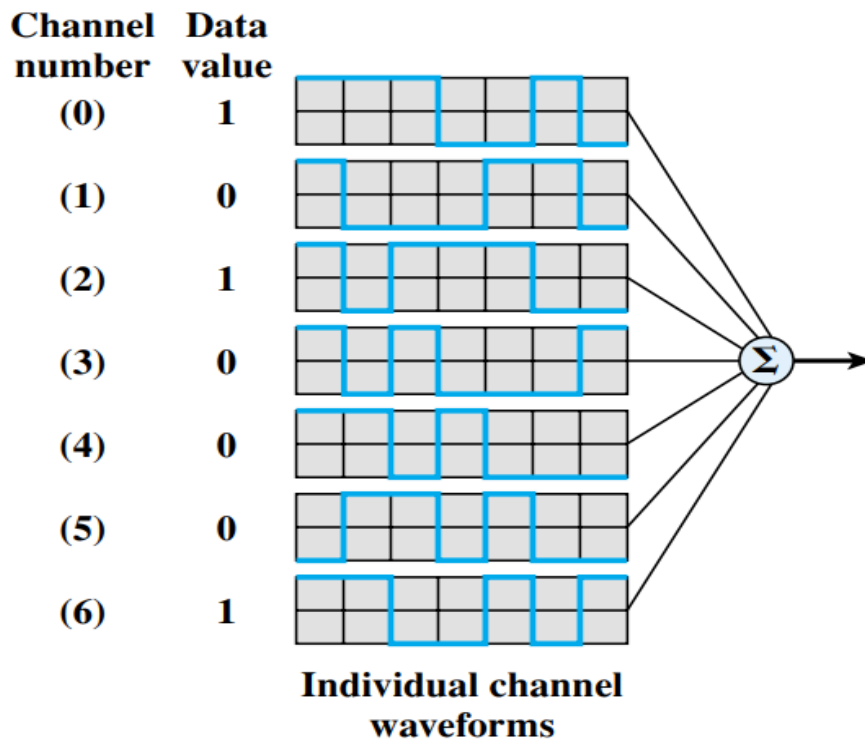 Channel number
Data value
(0) 1
(1) 0
(2) 1
(3) 0
(4) 0
(5) 0
(6) 1
Σ
Individual channel
waveforms